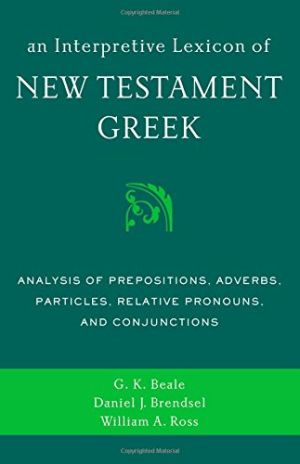 an Interpretive Lexicon of
NEW TESTAMENT
GREEK
ANALYSIS OF PREPOSITIONS, ADVERBS,
PARTICLES, RELATIVE PRONOUNS,
AND CONJUNCTIONS
G. K. Beale
Daniel J. Brendsel
William A. Ross